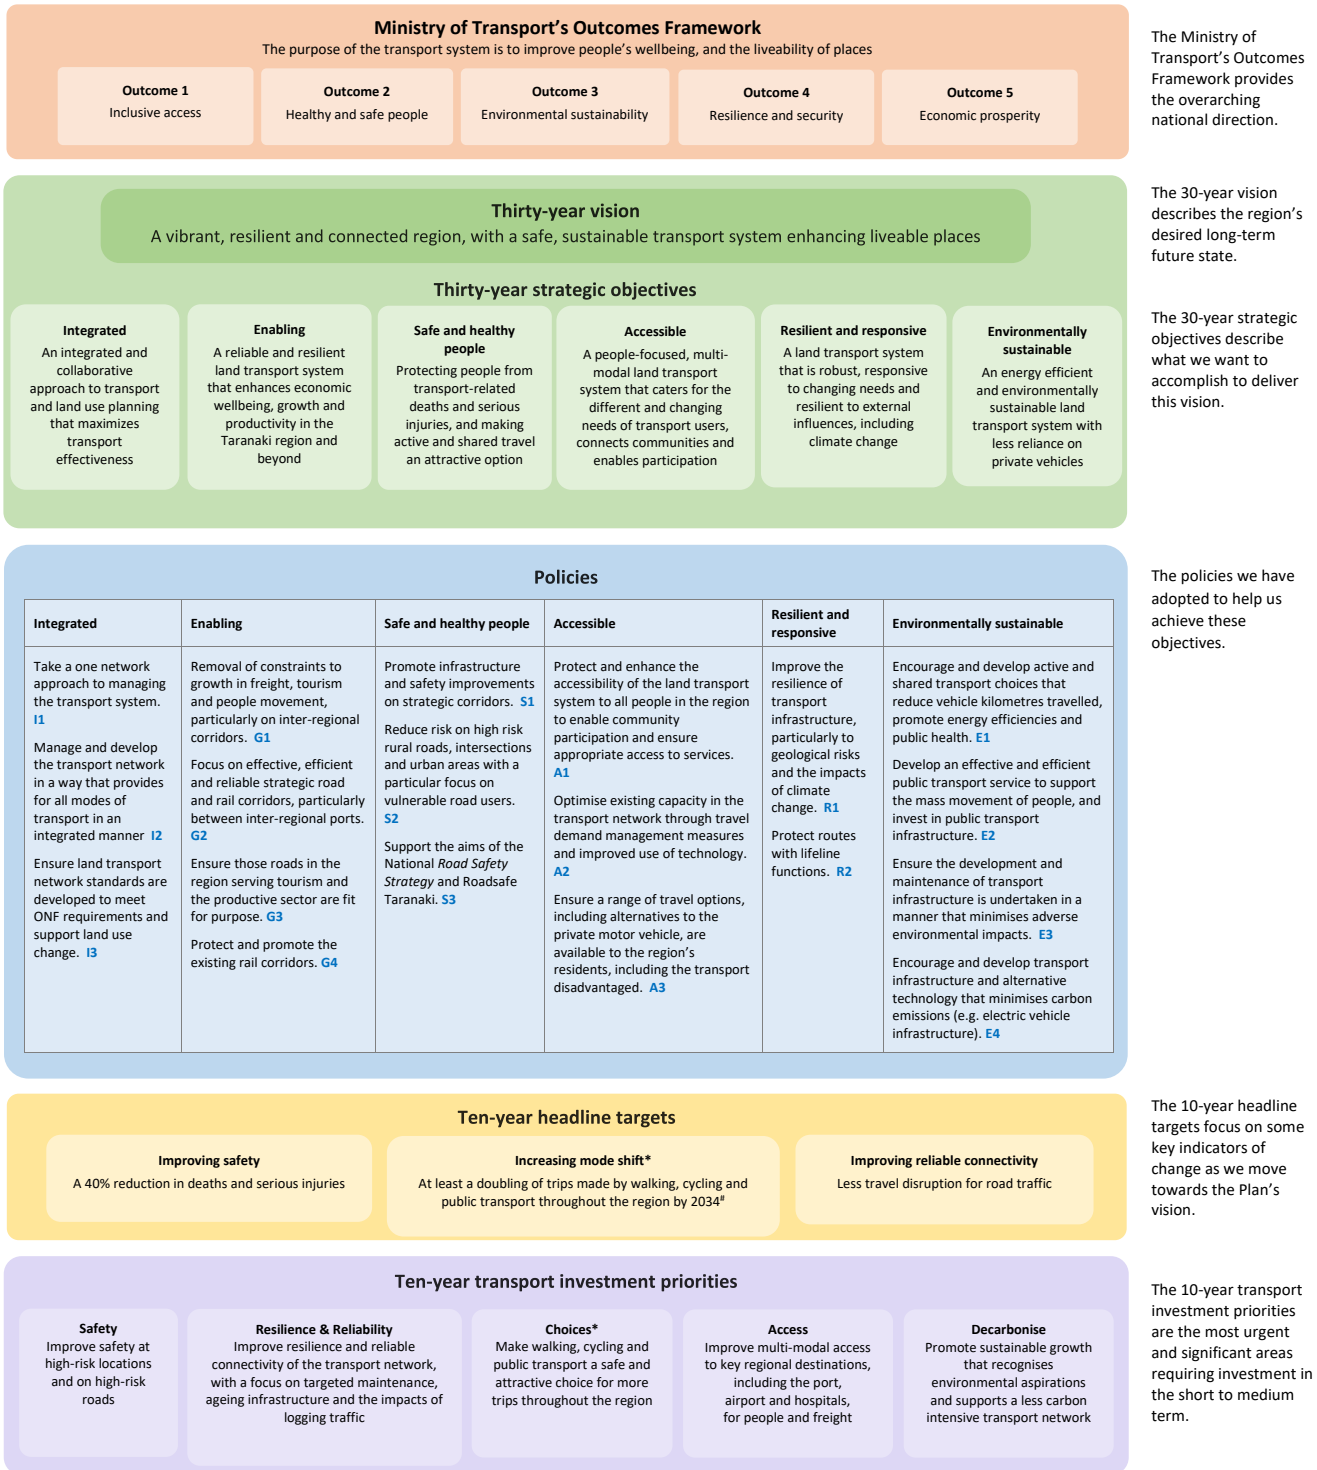 Ministry of Transport's Outcomes Framework
The purpose of the transport system is to improve people's wellbeing, and the liveability of places
Outcome 1
Inclusive access
Outcome 2
Healthy and safe people
Outcome 3
Environmental sustainability
Outcome 4
Resilience and security
Outcome 5
Economic prosperity
The Ministry of
Transport's Outcomes
Framework provides
the overarching
national direction.
Thirty-year vision
A vibrant, resilient and connected region, with a safe, sustainable transport system enhancing liveable places
The 30-year vision
describes the region's
desired long-term
future state.
Thirty-year strategic objectives
Integrated
An integrated and
collaborative
approach to transport
and land use planning
that maximizes
transport
effectiveness
Enabling
A reliable and resilient
land transport system
that enhances economic
wellbeing, growth and
productivity in the
Taranaki region and
beyond
Safe and healthy
people
Protecting people from
transport-related
deaths and serious
injuries, and making
active and shared travel
an attractive option
Accessible
A people-focused, multi-
modal land transport
system that caters for the
different and changing
needs of transport users,
connects communities and
enables participation
Resilient and responsive
A land transport system
that is robust, responsive
to changing needs and
resilient to external
influences, including
climate change
Environmentally
sustainable
An energy efficient
and environmentally
sustainable land
transport system with
less reliance on
private vehicles
The 30-year strategic
objectives describe
what we want to
accomplish to deliver
this vision.
Policies
Integrated
Take a one network
approach to managing
the transport system.
I1
Manage and develop
the transport network
in a way that provides
for all modes of
transport in an
integrated manner I2
Ensure land transport
network standards are
developed to meet
ONF requirements and
support land use
change. I3
Enabling
Removal of constraints to
growth in freight, tourism
and people movement,
particularly on inter-regional
corridors. G1
Focus on effective, efficient
and reliable strategic road
and rail corridors, particularly
between inter-regional ports.
G2
Ensure those roads in the
region serving tourism and
the productive sector are fit
for purpose. G3
Protect and promote the
existing rail corridors. G4
Safe and healthy people
Promote infrastructure
and safety improvements
on strategic corridors. S1
Reduce risk on high risk
rural roads, intersections
and urban areas with a
particular focus on
vulnerable road users.
S2
Support the aims of the
National Road Safety
Strategy and Roadsafe
Taranaki. S3
Accessible
Protect and enhance the
accessibility of the land transport
system to all people in the region
to enable community
participation and ensure
appropriate access to services.
A1
Optimise existing capacity in the
transport network through travel
demand management measures
and improved use of technology.
A2
Ensure a range of travel options,
including alternatives to the
private motor vehicle, are
available to the region's
residents, including the transport
disadvantaged. A3
Resilient and
responsive
Improve the
resilience of
transport
infrastructure,
particularly to
geological risks
and the impacts
of climate
change. R1
Protect routes
with lifeline
functions. R2
Environmentally sustainable
Encourage and develop active and
shared transport choices that
reduce vehicle kilometres travelled,
promote energy efficiencies and
public health. E1
Develop an effective and efficient
public transport service to support
the mass movement of people, and
invest in public transport
infrastructure. E2
Ensure the development and
maintenance of transport
infrastructure is undertaken in a
manner that minimises adverse
environmental impacts. E3
Encourage and develop transport
infrastructure and alternative
technology that minimises carbon
emissions (e.g. electric vehicle
infrastructure). E4
The policies we have
adopted to help us
achieve these
objectives.
Ten-year headline targets
Improving safety
A 40% reduction in deaths and serious injuries
Increasing mode shift*
At least a doubling of trips made by walking, cycling and
public transport throughout the region by 2034#
Improving reliable connectivity
Less travel disruption for road traffic
The 10-year headline
targets focus on some
key indicators of
change as we move
towards the Plan's
vision.
Ten-year transport investment priorities
Safety
Improve safety at
high-risk locations
and on high-risk
roads
Resilience & Reliability
Improve resilience and reliable
connectivity of the transport network,
with a focus on targeted maintenance,
ageing infrastructure and the impacts of
logging traffic
Choices*
Make walking, cycling and
public transport a safe and
attractive choice for more
trips throughout the region
Access
Improve multi-modal access
to key regional destinations,
including the port,
airport and hospitals,
for people and freight
Decarbonise
Promote sustainable growth
that recognises
environmental aspirations
and supports a less carbon
intensive transport network
The 10-year transport
investment priorities
are the most urgent
and significant areas
requiring investment in
the short to medium
term.